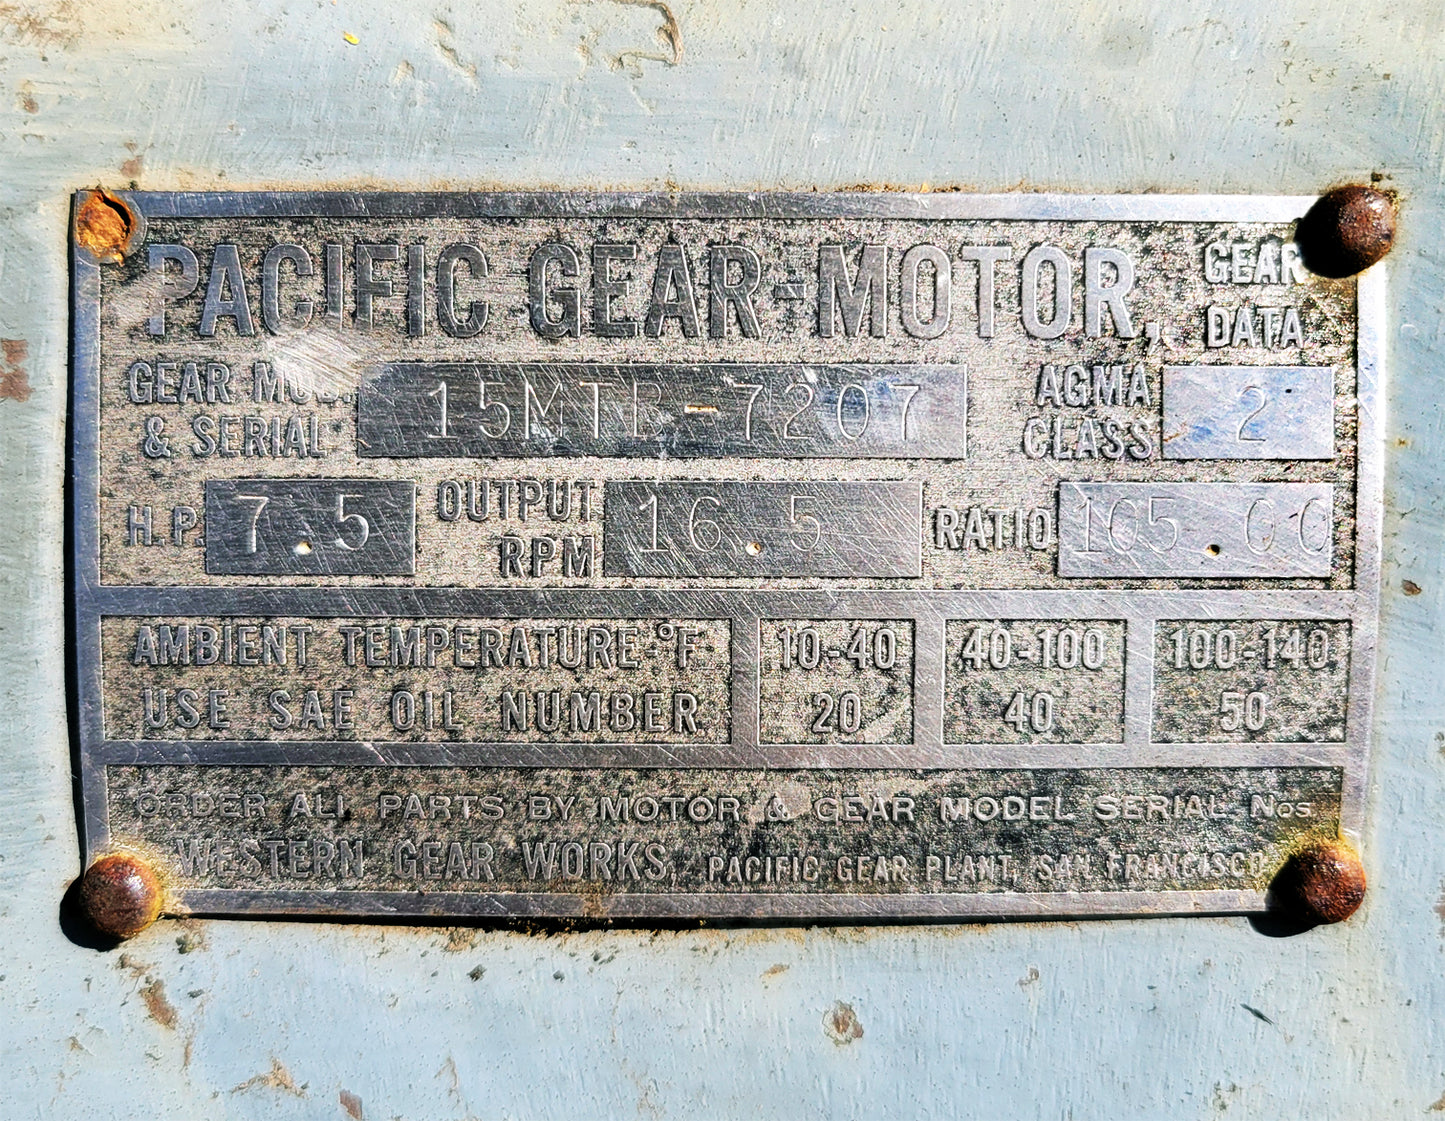 PACIFIC GEAR-MOTOR, GEAR DATA
GEAR MOD. & SERIAL 15MTB-7207 AGMA CLASS 2
H.P. 7.5 OUTPUT RPM 16.5 RATIO 105.00
AMBIENT TEMPERATURE-°F 10-40 40-100 100-140
USE SAE OIL NUMBER 20 40 50
ORDER ALL PARTS BY MOTOR & GEAR MODEL SERIAL Nos
WESTERN GEAR WORKS, PACIFIC GEAR PLANT, SAN FRANCISCO